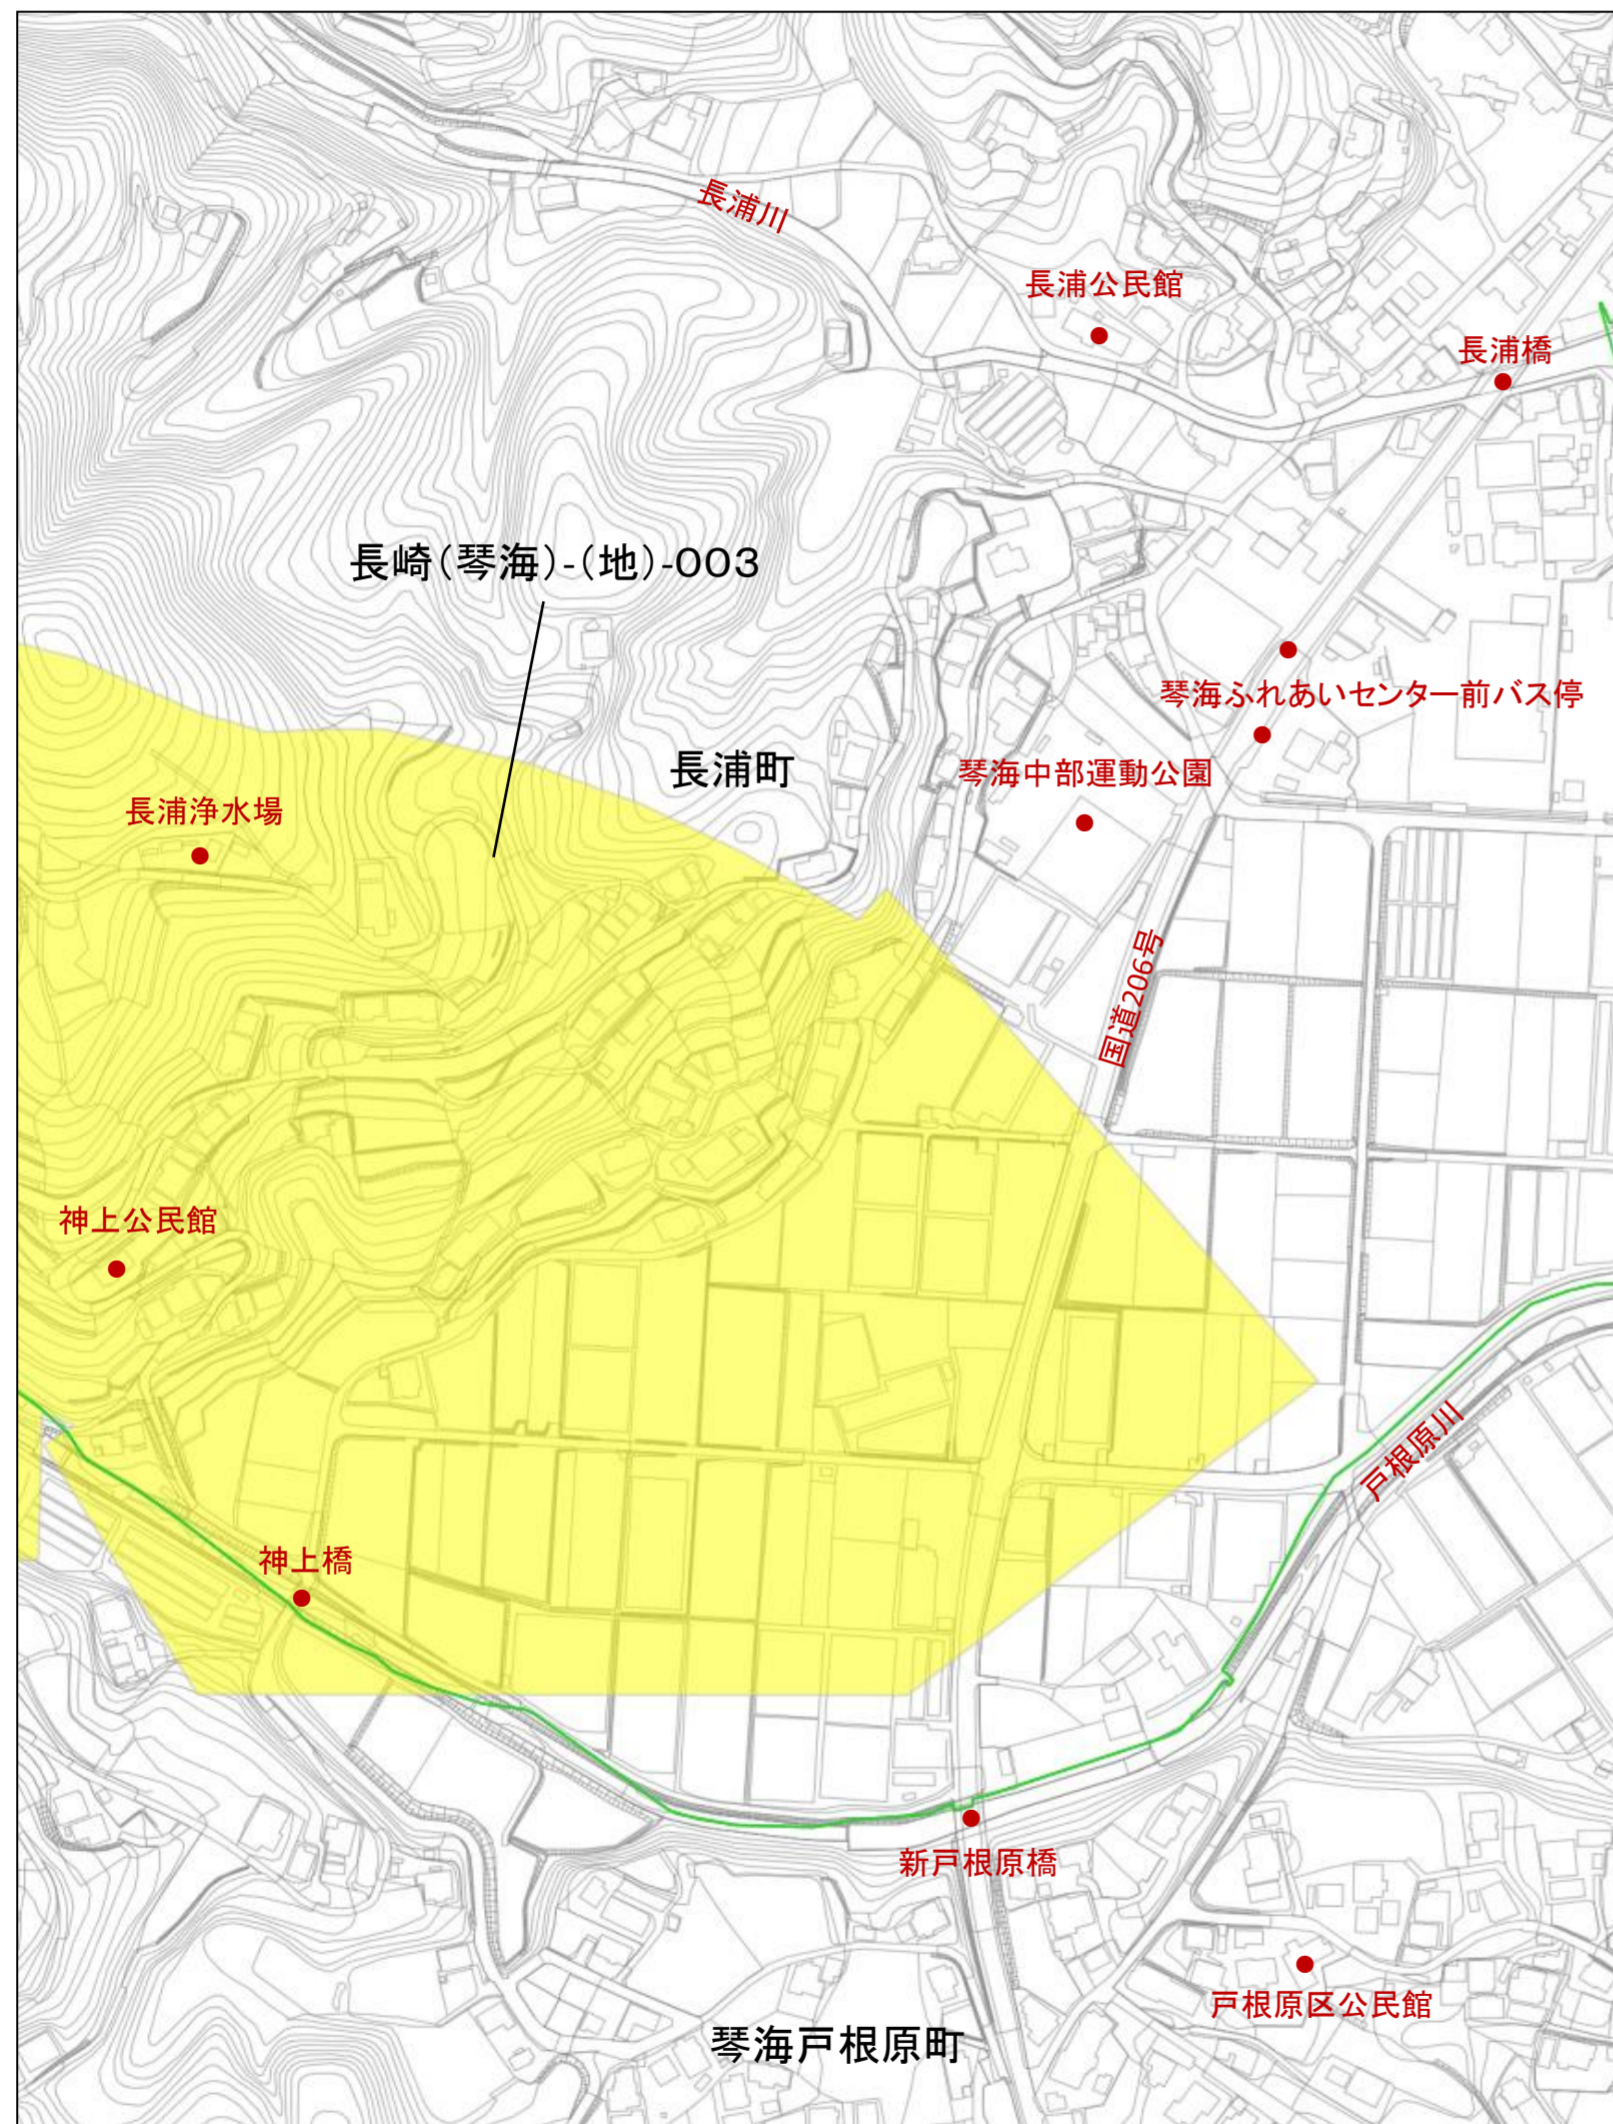 長浦川
長浦公民館
長浦橋
長崎(琴海)-(地)-003
琴海ふれあいセンター前バス停
長浦町
琴海中部運動公園
長浦浄水場
国道206号
神上公民館
戸根原川
神上橋
新戸根原橋
戸根原区公民館
琴海戸根原町